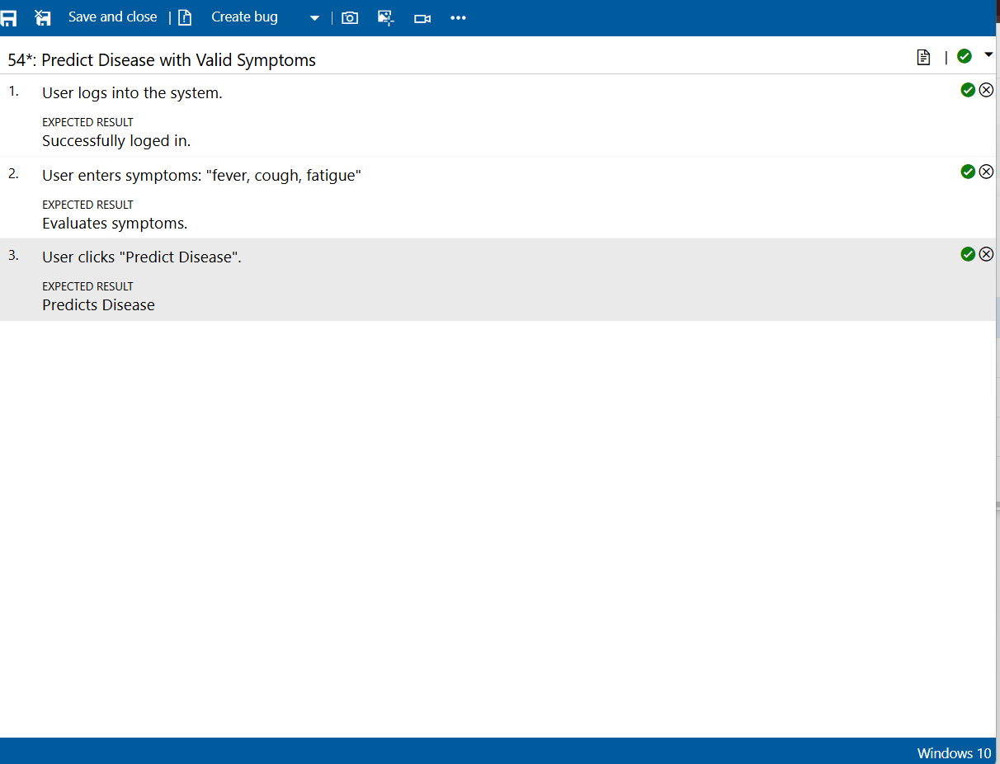 Save and close | Create bug
54*: Predict Disease with Valid Symptoms
1. User logs into the system.
EXPECTED RESULT
Successfully loged in.
2. User enters symptoms: "fever, cough, fatigue"
EXPECTED RESULT
Evaluates symptoms.
3. User clicks "Predict Disease".
EXPECTED RESULT
Predicts Disease
Windows 10